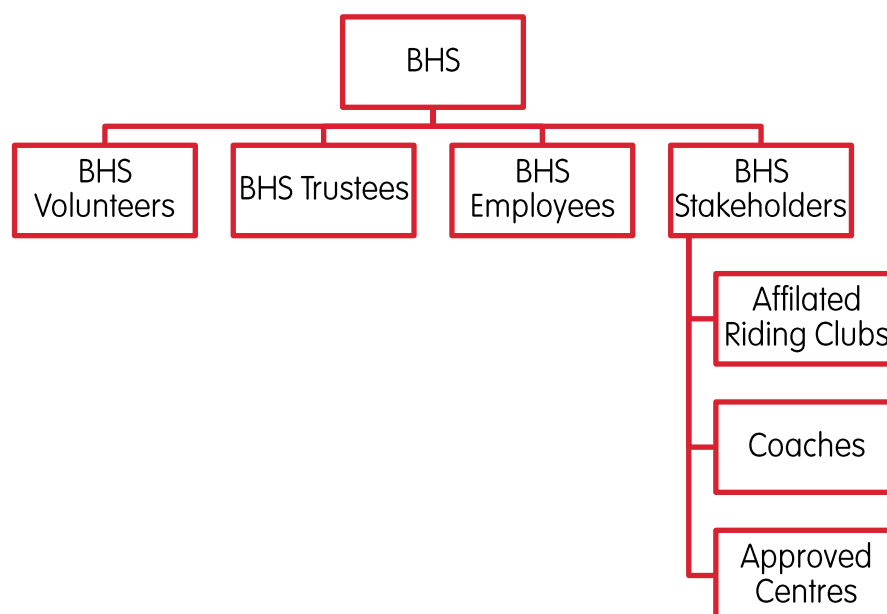 BHS
BHS
Volunteers
BHS Trustees
BHS
Employees
BHS
Stakeholders
Affilated
Riding Clubs
Coaches
Approved
Centres